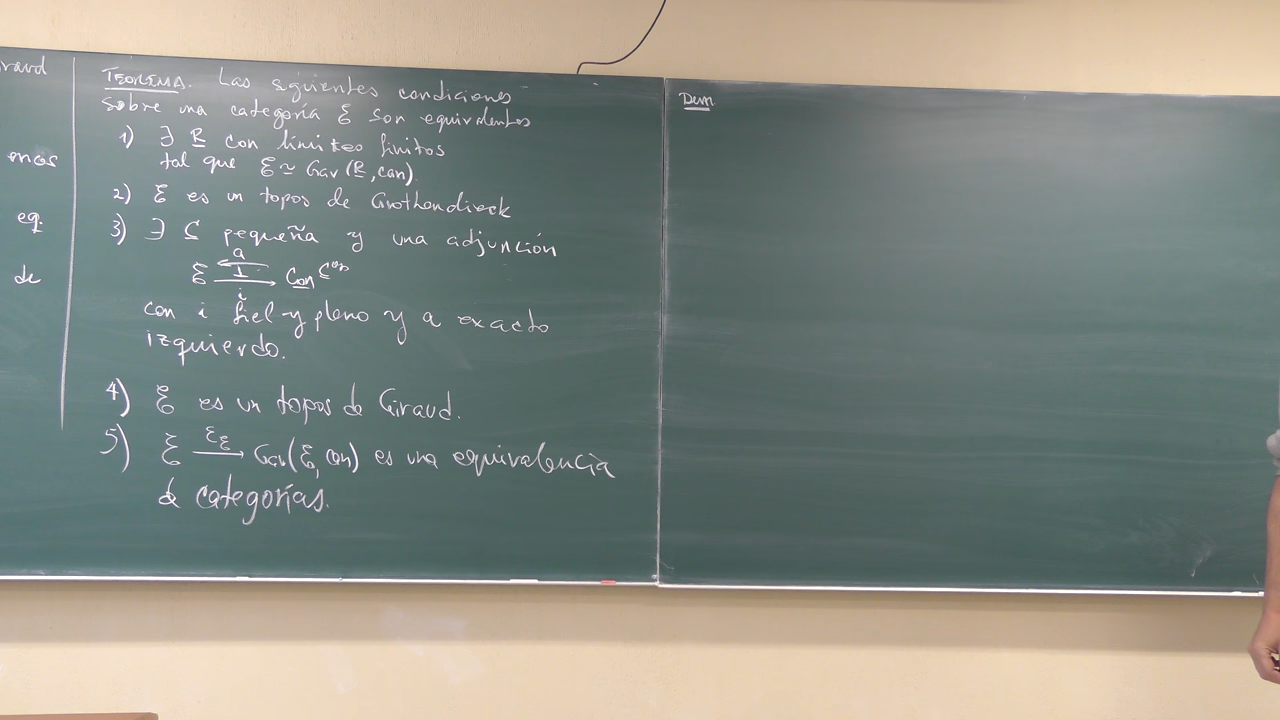 raud
enos
eq.
de
TEOREMA. Las siguientes condiciones
sobre una categoría ℰ son equivalentes
1) ∃ R con límites finitos
tal que ℰ ≃ Gav(R, can).
2) ℰ es un topos de Grothendieck
3) ∃ C pequeña y una adjunción
a
ℰ ⊥ Con C^op
i
con i fiel y pleno y a exacto
izquierdo.
4) ℰ es un topos de Giraud.
5) ℰ —ε_ℰ→ Gav(ℰ, can) es una equivalencia
de categorías.
Dem